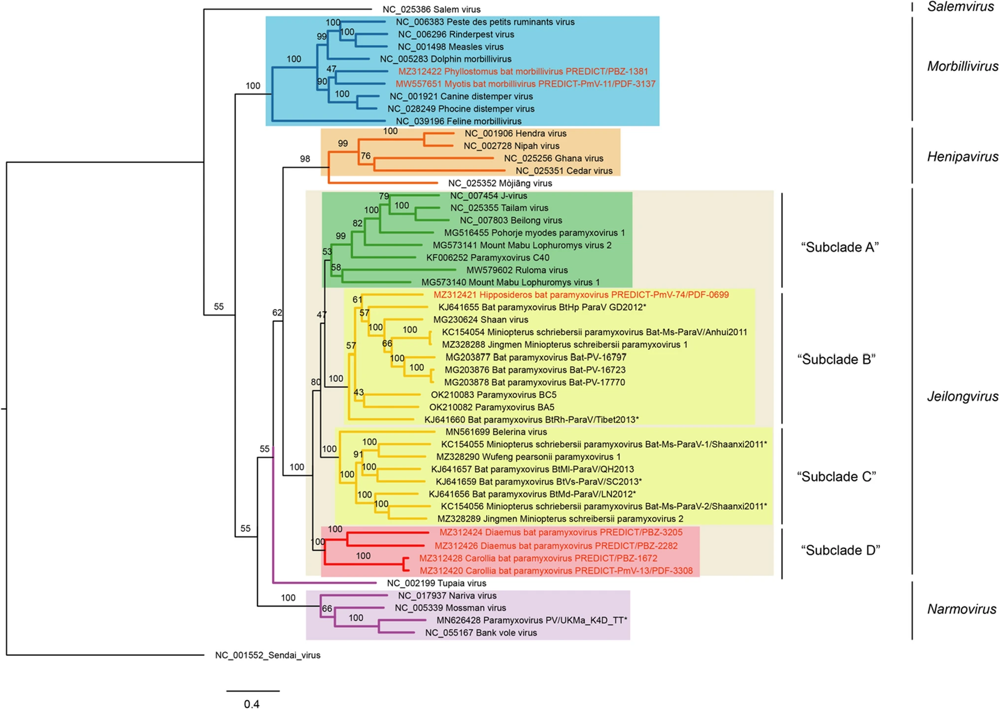 NC_025386 Salem virus
Salemvirus
100
NC_006383 Peste des petits ruminants virus
99
100
NC_006296 Rinderpest virus
NC_001498 Measles virus
100
NC_005283 Dolphin morbillivirus
Morbillivirus
47
MZ312422 Phyllostomus bat morbillivirus PREDICT/PBZ-1381
90
MW557651 Myotis bat morbillivirus PREDICT-PmV-11/PDF-3137
100
100
NC_001921 Canine distemper virus
NC_028249 Phocine distemper virus
NC_039196 Feline morbillivirus
100
NC_001906 Hendra virus
99
NC_002728 Nipah virus
98
76
NC_025256 Ghana virus
Henipavirus
NC_025351 Cedar virus
NC_025352 Mòjiāng virus
79
NC_007454 J-virus
100
100
NC_025355 Tailam virus
82
NC_007803 Beilong virus
99
MG516455 Pohorje myodes paramyxovirus 1
MG573141 Mount Mabu Lophuromys virus 2
“Subclade A”
53
KF006252 Paramyxovirus C40
58
MW579602 Ruloma virus
MG573140 Mount Mabu Lophuromys virus 1
61
MZ312421 Hipposideros bat paramyxovirus PREDICT-PmV-74/PDF-0699
55
62
47
57
KJ641655 Bat paramyxovirus BtHp ParaV GD2012*
100
MG230624 Shaan virus
100
KC154054 Miniopterus schriebersii paramyxovirus Bat-Ms-ParaV/Anhui2011
57
66
MZ328288 Jingmen Miniopterus schreibersii paramyxovirus 1
100
MG203877 Bat paramyxovirus Bat-PV-16797
“Subclade B”
100
MG203876 Bat paramyxovirus Bat-PV-16723
80
100
MG203878 Bat paramyxovirus Bat-PV-17770
43
OK210083 Paramyxovirus BC5
Jeilongvirus
OK210082 Paramyxovirus BA5
KJ641660 Bat paramyxovirus BtRh-ParaV/Tibet2013*
MN561699 Belerina virus
55
100
100
KC154055 Miniopterus schriebersii paramyxovirus Bat-Ms-ParaV-1/Shaanxi2011*
91
MZ328290 Wufeng pearsonii paramyxovirus 1
100
100
100
KJ641657 Bat paramyxovirus BtMl-ParaV/QH2013
“Subclade C”
KJ641659 Bat paramyxovirus BtVs-ParaV/SC2013*
100
KJ641656 Bat paramyxovirus BtMd-ParaV/LN2012*
100
KC154056 Miniopterus schriebersii paramyxovirus Bat-Ms-ParaV-2/Shaanxi2011*
MZ328289 Jingmen Miniopterus schreibersii paramyxovirus 2
55
100
MZ312424 Diaemus bat paramyxovirus PREDICT/PBZ-3205
100
MZ312426 Diaemus bat paramyxovirus PREDICT/PBZ-2282
“Subclade D”
100
MZ312428 Carollia bat paramyxovirus PREDICT/PBZ-1672
MZ312420 Carollia bat paramyxovirus PREDICT-PmV-13/PDF-3308
NC_002199 Tupaia virus
100
NC_017937 Nariva virus
66
NC_005339 Mossman virus
Narmovirus
100
MN626428 Paramyxovirus PV/UKMa_K4D_TT*
NC_055167 Bank vole virus
NC_001552_Sendai_virus
0.4